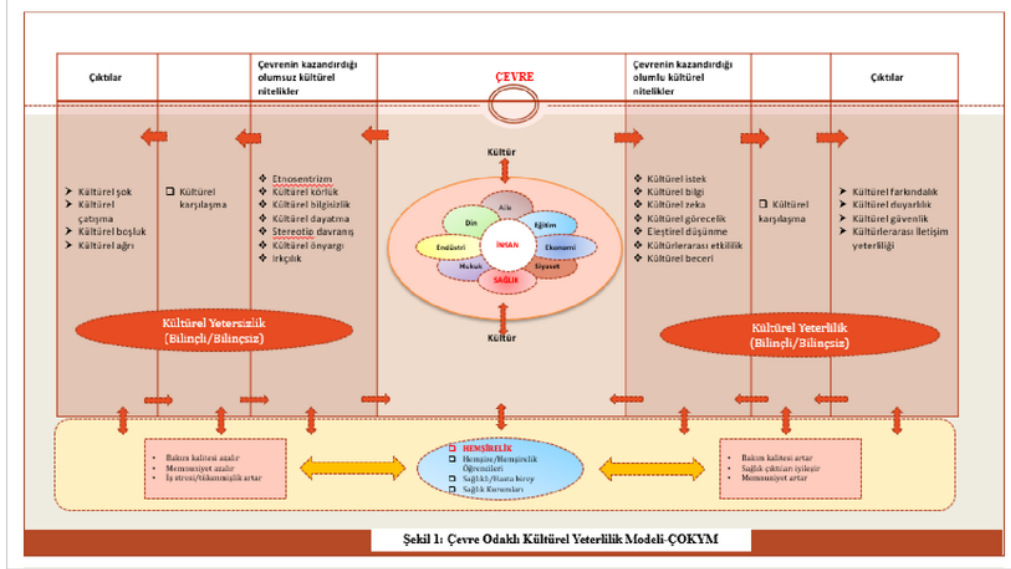 Çıktılar
Çevrenin kazandırdığı
olumsuz kültürel
nitelikler
ÇEVRE
Çevrenin kazandırdığı
olumlu kültürel
nitelikler
Çıktılar
Kültürel şok
Kültürel
çatışma
Kültürel boşluk
Kültürel ağrı
Kültürel
karşılaşma
Etnosentrizm
Kültürel körlük
Kültürel bilgisizlik
Kültürel dayatma
Stereotip davranış
Kültürel önyargı
Irkçılık
Kültür
Aile
Din
Eğitim
Endüstri
İNSAN
Ekonomi
Hukuk
Siyaset
SAĞLIK
Kültür
Kültürel istek
Kültürel bilgi
Kültürel zeka
Kültürel görecelik
Eleştirel düşünme
Kültürlerarası etkililik
Kültürel beceri
Kültürel
karşılaşma
Kültürel farkındalık
Kültürel duyarlılık
Kültürel güvenlik
Kültürlerarası İletişim
yeterliliği
Kültürel Yetersizlik
(Bilinçli/Bilinçsiz)
Kültürel Yeterlilik
(Bilinçli/Bilinçsiz)
Bakım kalitesi azalır
Memnuniyet azalır
İş stresi/tükenmişlik artar
HEMŞİRELİK
Hemşire/Hemşirelik
Öğrencileri
Sağlıklı/Hasta birey
Sağlık Kurumları
Bakım kalitesi artar
Sağlık çıktıları iyileşir
Memnuniyet artar
Şekil 1: Çevre Odaklı Kültürel Yeterlilik Modeli-ÇOKYM